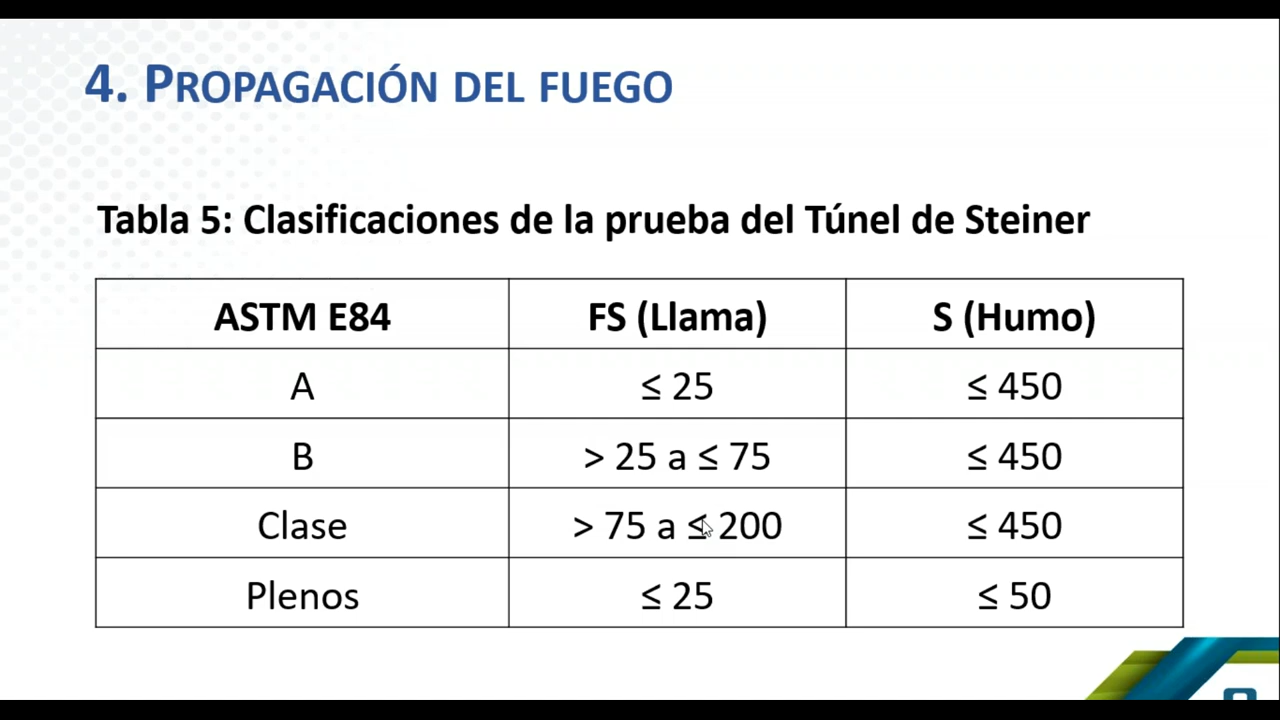 4. PROPAGACIÓN DEL FUEGO
Tabla 5: Clasificaciones de la prueba del Túnel de Steiner
ASTM E84 FS (Llama) S (Humo)
A ≤ 25 ≤ 450
B > 25 a ≤ 75 ≤ 450
Clase > 75 a ≤ 200 ≤ 450
Plenos ≤ 25 ≤ 50